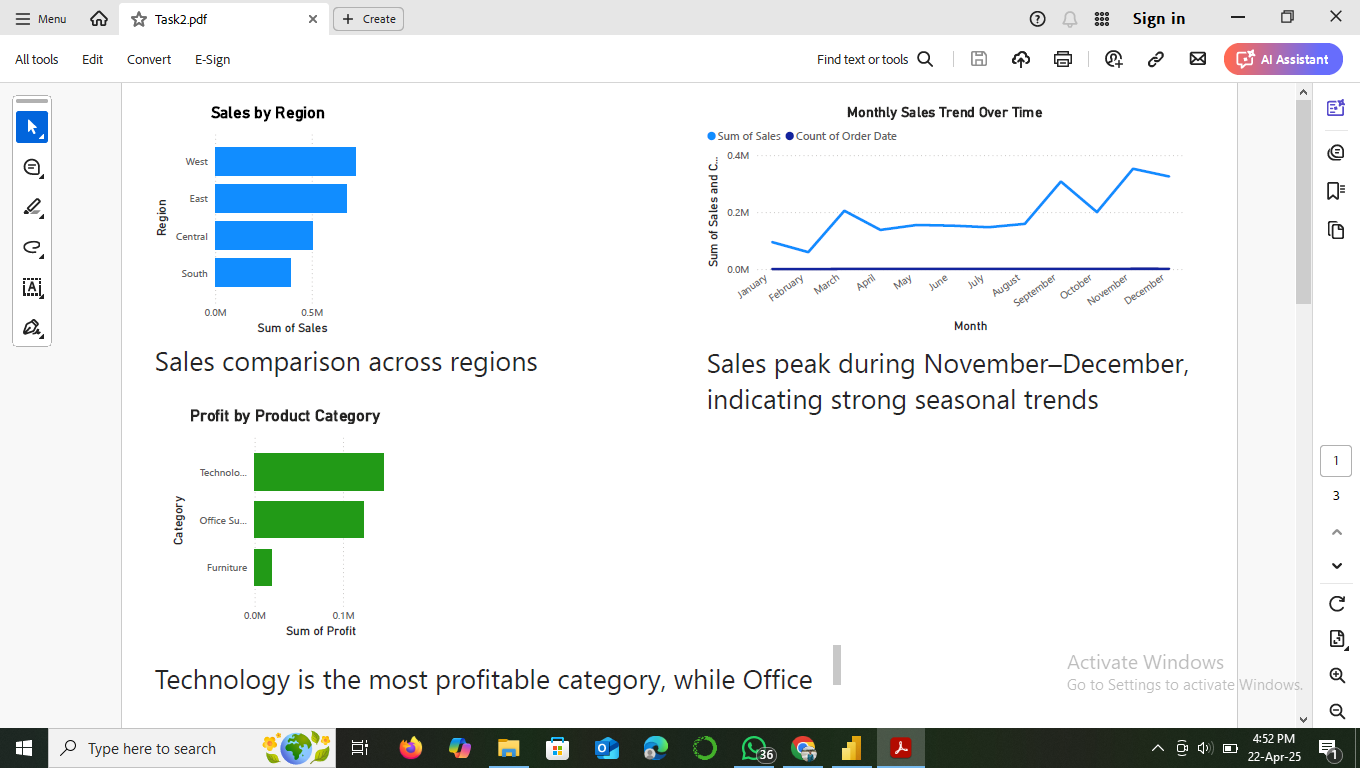 Menu
Task2.pdf
Create
Sign in
All tools
Edit
Convert
E-Sign
Find text or tools
AI Assistant
Sales by Region
Region
West
East
Central
South
0.0M 0.5M
Sum of Sales
Sales comparison across regions
Monthly Sales Trend Over Time
Sum of Sales Count of Order Date
Sum of Sales and C...
0.4M
0.2M
0.0M
January February March April May June July August September October November December
Month
Sales peak during November–December,
indicating strong seasonal trends
Profit by Product Category
Category
Technolo...
Office Su...
Furniture
0.0M 0.1M
Sum of Profit
Technology is the most profitable category, while Office
1
3
Activate Windows
Go to Settings to activate Windows.
Type here to search
36
4:52 PM
22-Apr-25
1